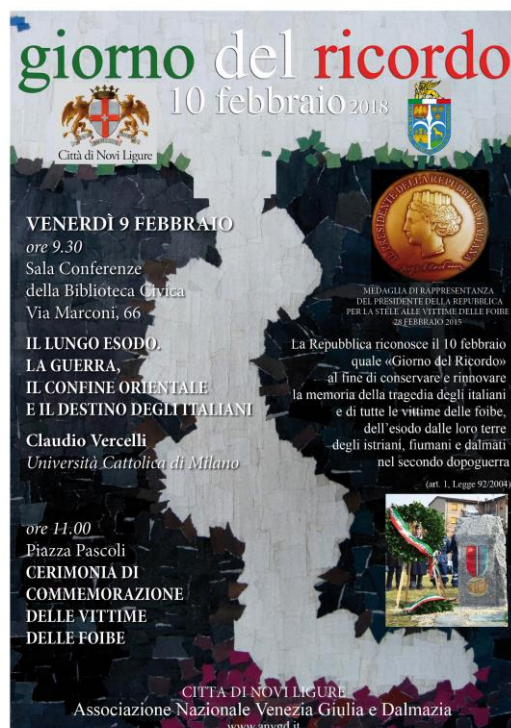 giorno del ricordo
10 febbraio 2018
Città di Novi Ligure
VENERDÌ 9 FEBBRAIO
ore 9.30
Sala Conferenze
della Biblioteca Civica
Via Marconi, 66
IL LUNGO ESODO.
LA GUERRA,
IL CONFINE ORIENTALE
E IL DESTINO DEGLI ITALIANI
Claudio Vercelli
Università Cattolica di Milano
ore 11.00
Piazza Pascoli
CERIMONIA DI
COMMEMORAZIONE
DELLE VITTIME
DELLE FOIBE
IL PRESIDENTE DELLA REPUBBLICA ITALIANA
MEDAGLIA DI RAPPRESENTANZA
DEL PRESIDENTE DELLA REPUBBLICA
PER LA STELE ALLE VITTIME DELLE FOIBE
28 FEBBRAIO 2015
La Repubblica riconosce il 10 febbraio
quale «Giorno del Ricordo»
al fine di conservare e rinnovare
la memoria della tragedia degli italiani
e di tutte le vittime delle foibe,
dell'esodo dalle loro terre
degli istriani, fiumani e dalmati
nel secondo dopoguerra
(art. 1, Legge 92/2004)
CITTÀ DI NOVI LIGURE
Associazione Nazionale Venezia Giulia e Dalmazia
www.anvgd.it